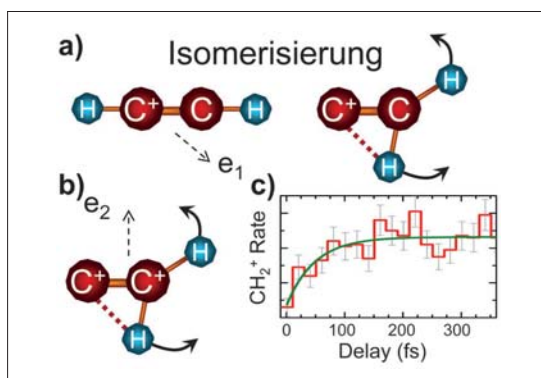 a) Isomerisierung
H C⁺ C H
e₁
C⁺ C H
H
b)
e₂
C⁺ C⁺ H
H
c)
CH₂⁺ Rate
0 100 200 300
Delay (fs)